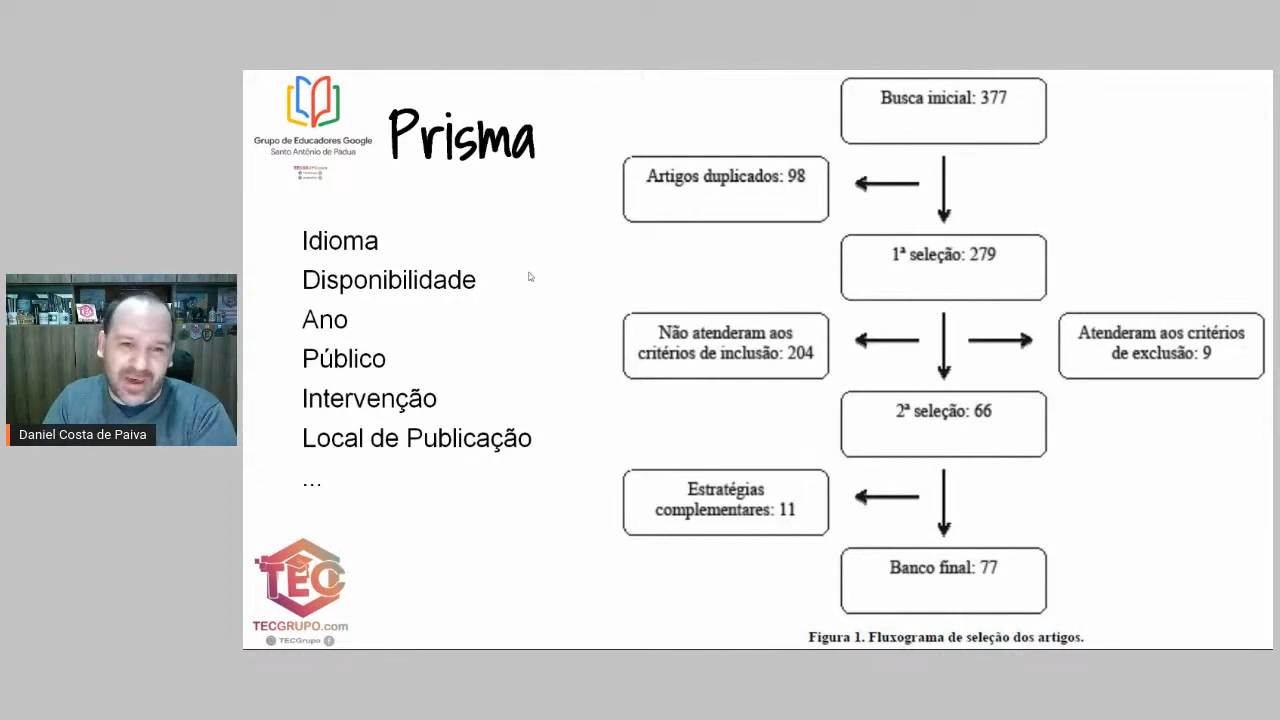 Grupo de Educadores Google
Santo Antônio de Pádua
TECGRUPO.com
Prisma
Idioma
Disponibilidade
Ano
Público
Intervenção
Local de Publicação
...
TEC
TECGRUPO.com
TECGrupo
Daniel Costa de Paiva
Busca inicial: 377
Artigos duplicados: 98
1ª seleção: 279
Não atenderam aos
critérios de inclusão: 204
Atenderam aos critérios
de exclusão: 9
2ª seleção: 66
Estratégias
complementares: 11
Banco final: 77
Figura 1. Fluxograma de seleção dos artigos.